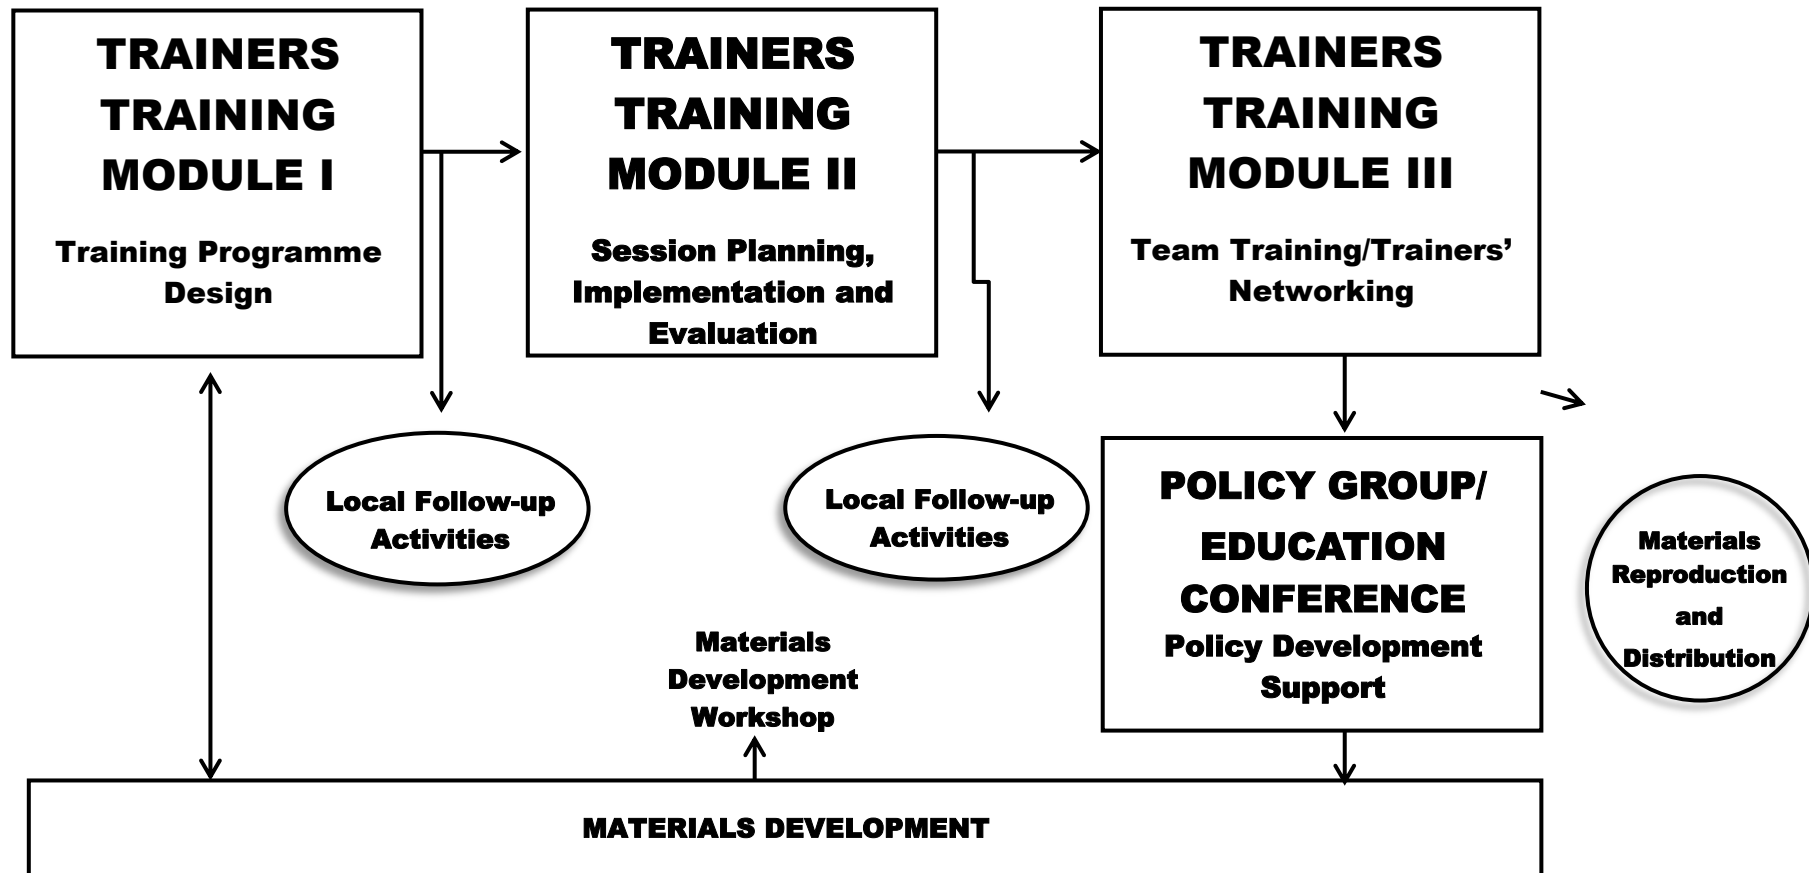 TRAINERS
TRAINING
MODULE I
Training Programme
Design
TRAINERS
TRAINING
MODULE II
Session Planning,
Implementation and
Evaluation
TRAINERS
TRAINING
MODULE III
Team Training/Trainers’
Networking
Local Follow-up
Activities
Local Follow-up
Activities
POLICY GROUP/
EDUCATION
CONFERENCE
Policy Development
Support
Materials
Reproduction
and
Distribution
Materials
Development
Workshop
MATERIALS DEVELOPMENT